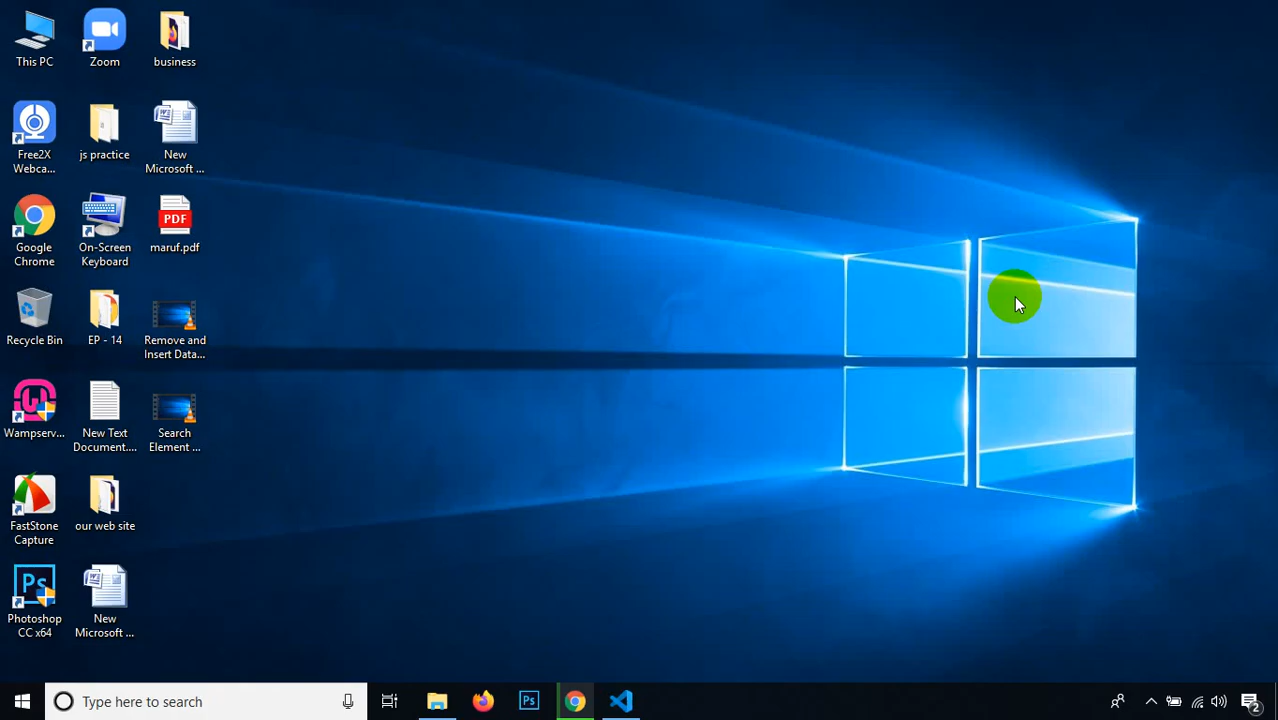 This PC
Zoom
business
Free2X
Webca...
js practice
New
Microsoft ...
Google
Chrome
On-Screen
Keyboard
PDF
maruf.pdf
Recycle Bin
EP - 14
Remove and
Insert Data...
Wampserv...
New Text
Document....
Search
Element ...
FastStone
Capture
our web site
Ps
Photoshop
CC x64
New
Microsoft ...
Type here to search
Ps
2